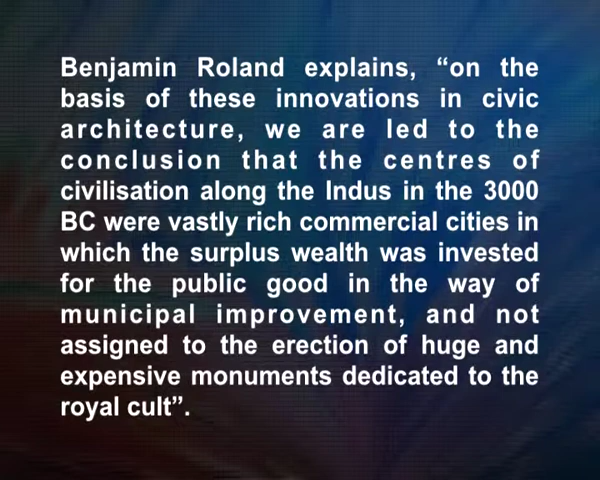 Benjamin Roland explains, “on the
basis of these innovations in civic
architecture, we are led to the
conclusion that the centres of
civilisation along the Indus in the 3000
BC were vastly rich commercial cities in
which the surplus wealth was invested
for the public good in the way of
municipal improvement, and not
assigned to the erection of huge and
expensive monuments dedicated to the
royal cult”.